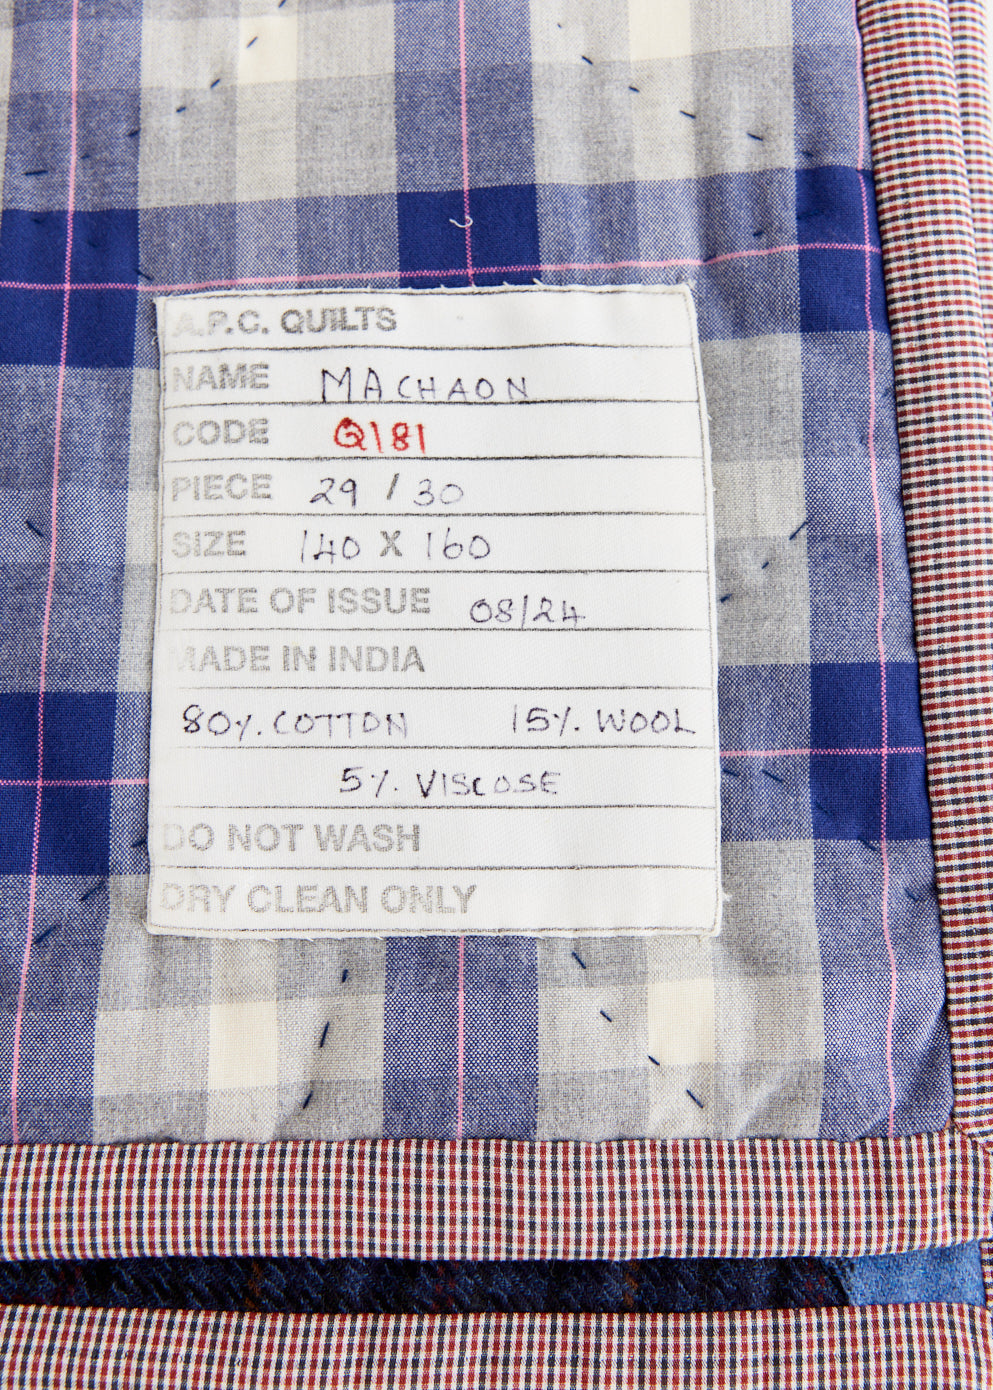 A.P.C. QUILTS
NAME MACHAON
CODE Q181
PIECE 29 / 30
SIZE 140 X 160
DATE OF ISSUE 08/24
MADE IN INDIA
80%. COTTON 15%. WOOL
5%. VISCOSE
DO NOT WASH
DRY CLEAN ONLY